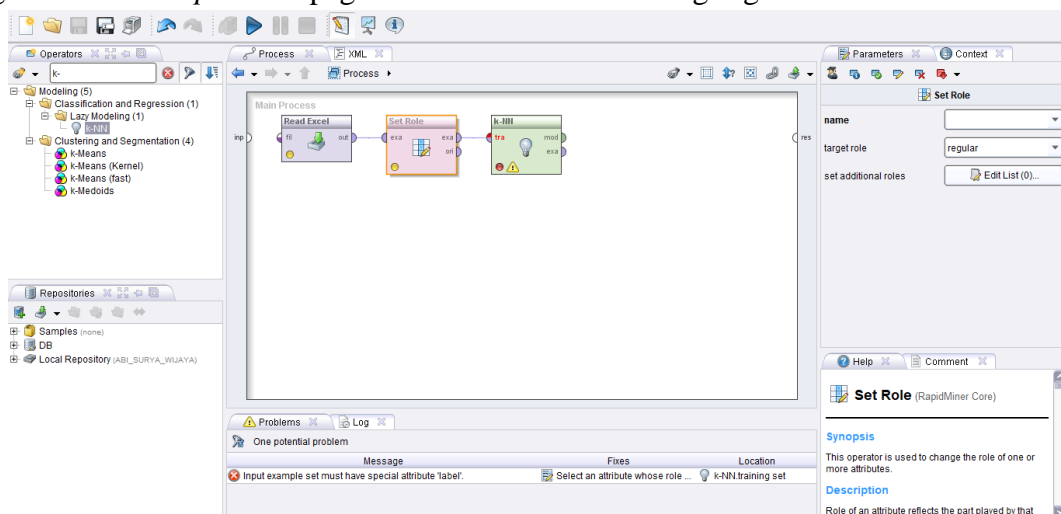 Operators
Process
XML
Parameters
Context
k-
Process
Set Role
Modeling (5)
Classification and Regression (1)
Lazy Modeling (1)
k-NN
Clustering and Segmentation (4)
k-Means
k-Means (Kernel)
k-Means (fast)
k-Medoids
Main Process
Read Excel
Set Role
k-NN
inp
fil
out
exa
exa
ori
tra
mod
exa
res
name
target role
regular
set additional roles
Edit List (0)...
Repositories
Samples (none)
DB
Local Repository (ABI_SURYA_WIJAYA)
Problems
Log
One potential problem
Message
Fixes
Location
Input example set must have special attribute 'label'.
Select an attribute whose role ...
k-NN.training set
Help
Comment
Set Role (RapidMiner Core)
Synopsis
This operator is used to change the role of one or
more attributes.
Description
Role of an attribute reflects the part played by that